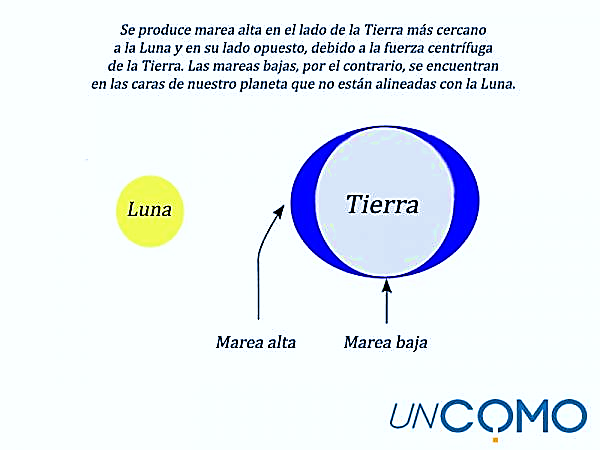 Se produce marea alta en el lado de la Tierra más cercano
a la Luna y en su lado opuesto, debido a la fuerza centrífuga
de la Tierra. Las mareas bajas, por el contrario, se encuentran
en las caras de nuestro planeta que no están alineadas con la Luna.
Luna
Tierra
Marea alta
Marea baja
UNCOMO